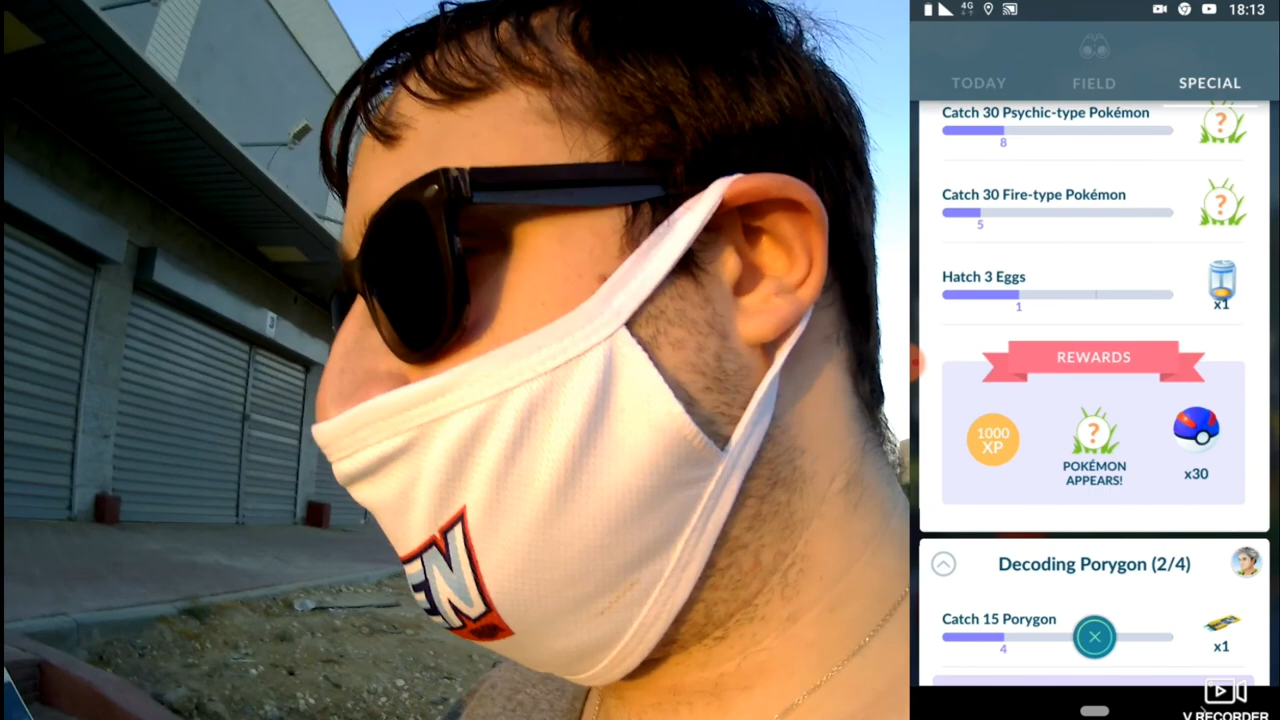 4G
18:13
TODAY
FIELD
SPECIAL
Catch 30 Psychic-type Pokémon
8
Catch 30 Fire-type Pokémon
5
Hatch 3 Eggs
1
x1
REWARDS
1000
XP
POKÉMON
APPEARS!
x30
Decoding Porygon (2/4)
Catch 15 Porygon
4
x1
V RECORDER
EN
3